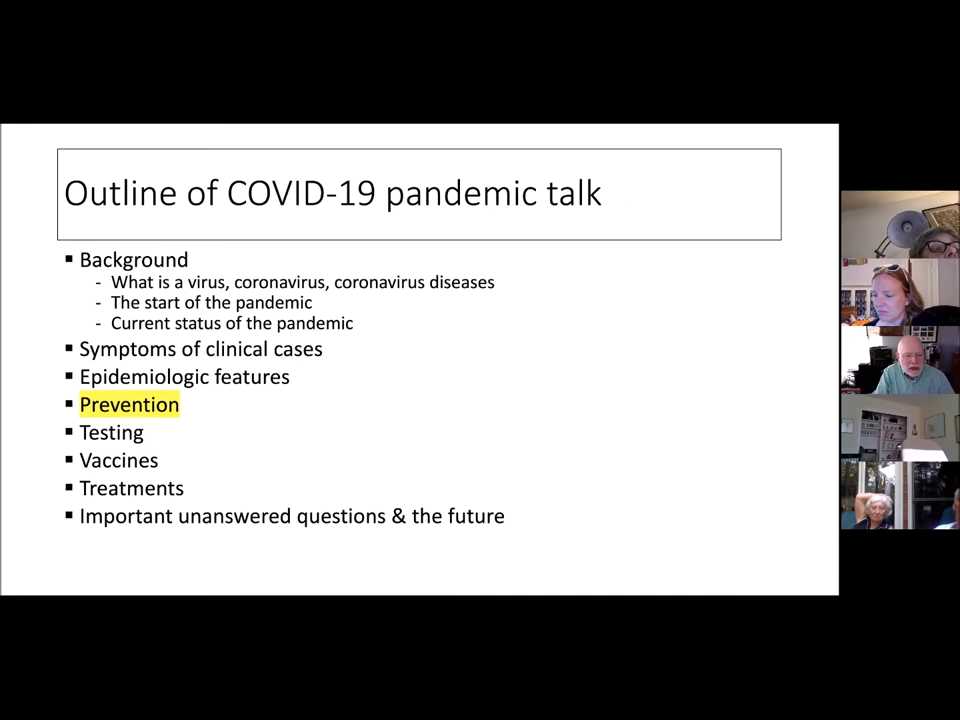 Outline of COVID-19 pandemic talk
▪ Background
- What is a virus, coronavirus, coronavirus diseases
- The start of the pandemic
- Current status of the pandemic
▪ Symptoms of clinical cases
▪ Epidemiologic features
▪ Prevention
▪ Testing
▪ Vaccines
▪ Treatments
▪ Important unanswered questions & the future